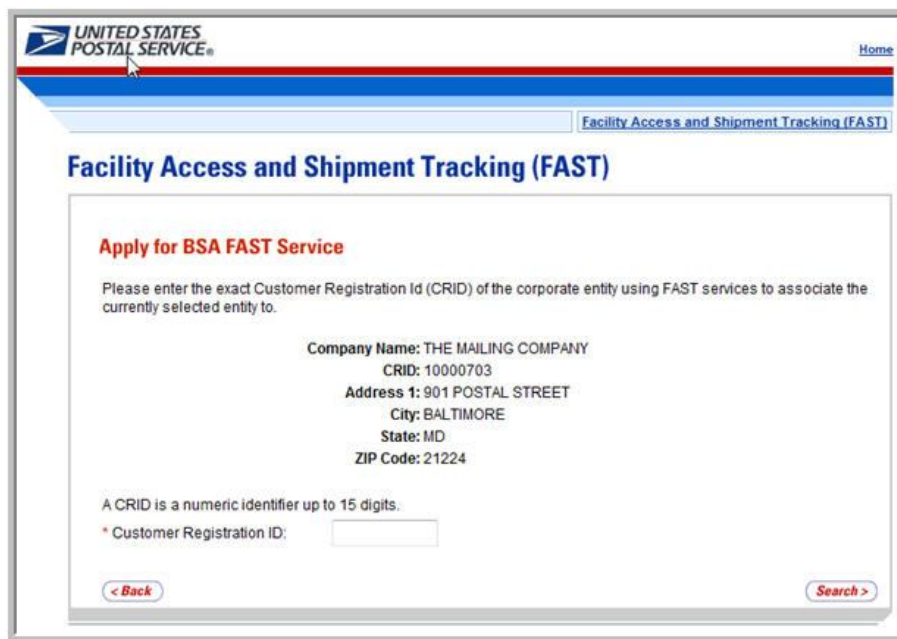 UNITED STATES
POSTAL SERVICE®
Home
Facility Access and Shipment Tracking (FAST)
Facility Access and Shipment Tracking (FAST)
Apply for BSA FAST Service
Please enter the exact Customer Registration Id (CRID) of the corporate entity using FAST services to associate the
currently selected entity to.
Company Name: THE MAILING COMPANY
CRID: 10000703
Address 1: 901 POSTAL STREET
City: BALTIMORE
State: MD
ZIP Code: 21224
A CRID is a numeric identifier up to 15 digits.
* Customer Registration ID:
< Back
Search >